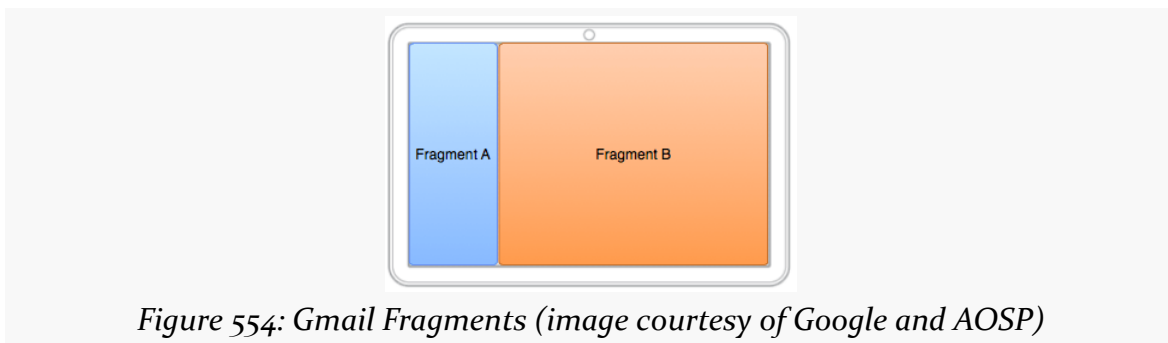 Fragment A
Fragment B
Figure 554: Gmail Fragments (image courtesy of Google and AOSP)